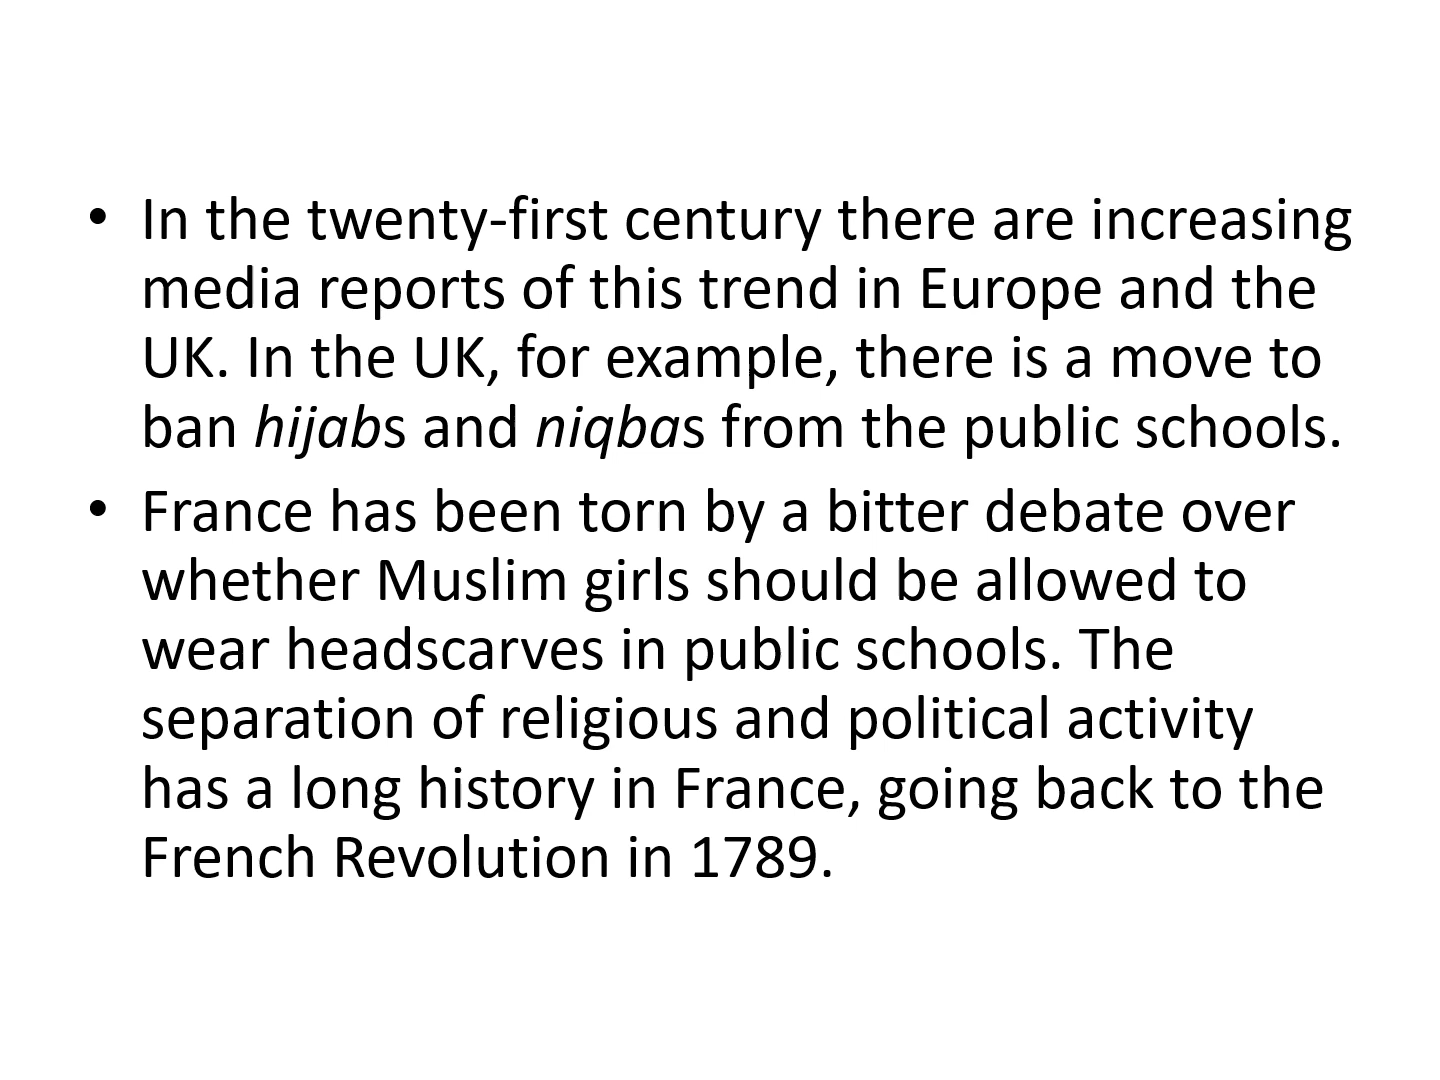 • In the twenty-first century there are increasing
media reports of this trend in Europe and the
UK. In the UK, for example, there is a move to
ban hijabs and niqbas from the public schools.
• France has been torn by a bitter debate over
whether Muslim girls should be allowed to
wear headscarves in public schools. The
separation of religious and political activity
has a long history in France, going back to the
French Revolution in 1789.